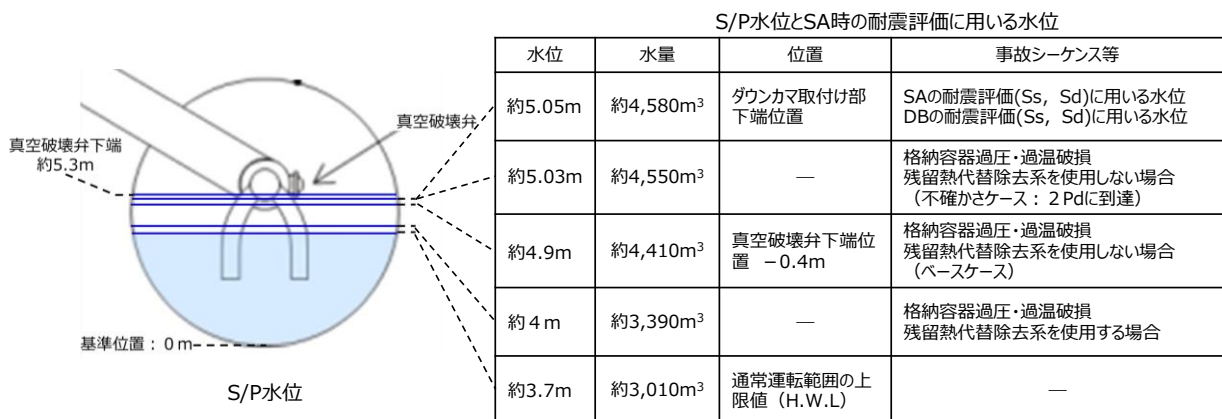 S/P水位とSA時の耐震評価に用いる水位
水位
水量
位置
事故シーケンス等
約5.05m
約4,580m³
ダウンカマ取付け部
下端位置
SAの耐震評価(Ss, Sd)に用いる水位
DBの耐震評価(Ss, Sd)に用いる水位
約5.03m
約4,550m³
―
格納容器過圧・過温破損
残留熱代替除去系を使用しない場合
（不確かさケース：２Pdに到達）
約4.9m
約4,410m³
真空破壊弁下端位
置 －0.4m
格納容器過圧・過温破損
残留熱代替除去系を使用しない場合
（ベースケース）
約４m
約3,390m³
―
格納容器過圧・過温破損
残留熱代替除去系を使用する場合
約3.7m
約3,010m³
通常運転範囲の上
限値（H.W.L）
―
真空破壊弁
真空破壊弁下端
約5.3m
基準位置：０m
S/P水位